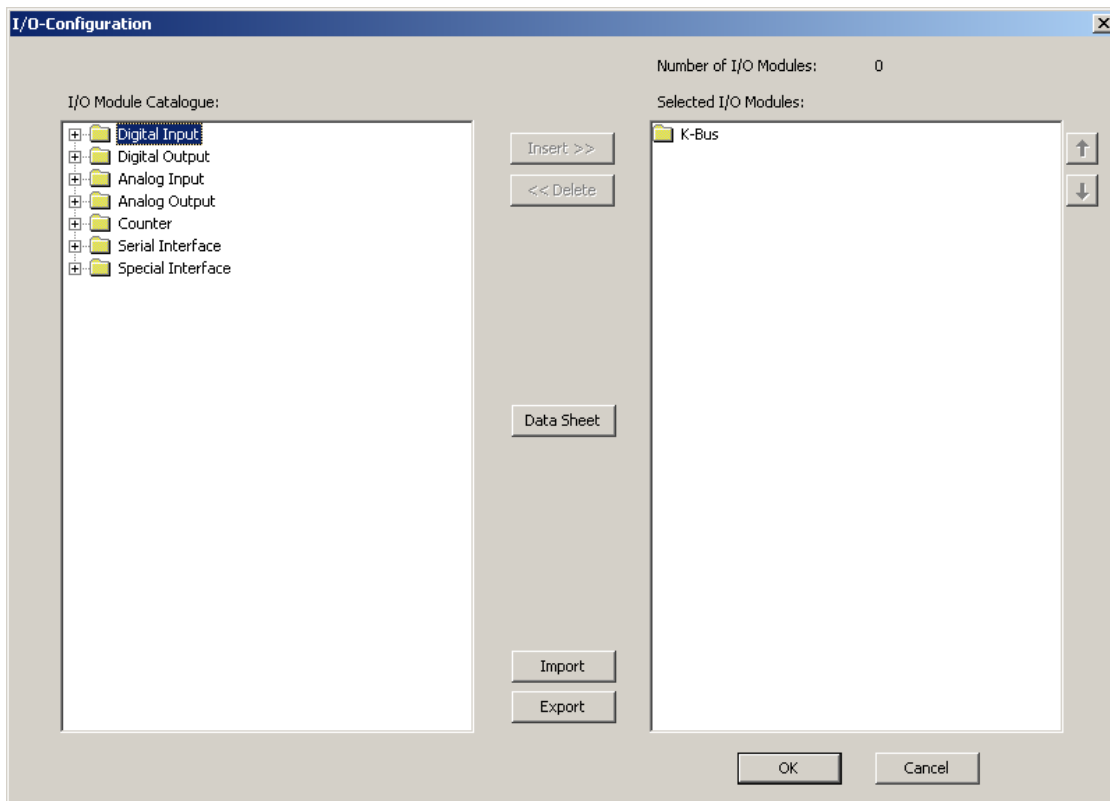 I/O-Configuration
Number of I/O Modules: 0
I/O Module Catalogue:
Selected I/O Modules:
Digital Input
Digital Output
Analog Input
Analog Output
Counter
Serial Interface
Special Interface
Insert >>
<< Delete
Data Sheet
Import
Export
K-Bus
OK
Cancel